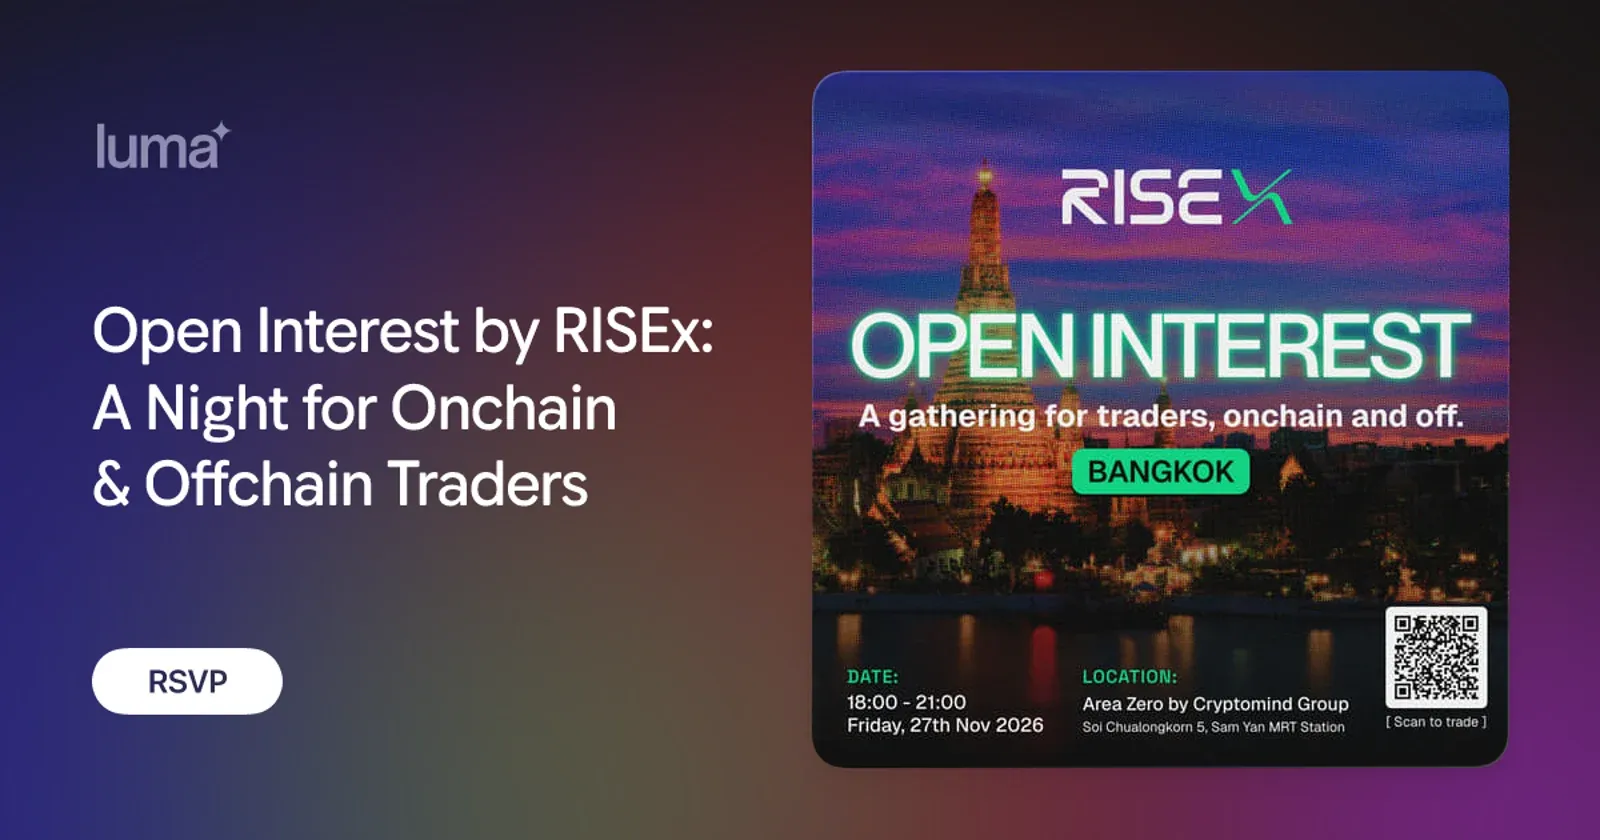 luma
Open Interest by RISEx:
A Night for Onchain
& Offchain Traders
RSVP
RISEX
OPEN INTEREST
A gathering for traders, onchain and off.
BANGKOK
DATE:
18:00 - 21:00
Friday, 27th Nov 2026
LOCATION:
Area Zero by Cryptomind Group
Soi Chualongkorn 5, Sam Yan MRT Station
[ Scan to trade ]